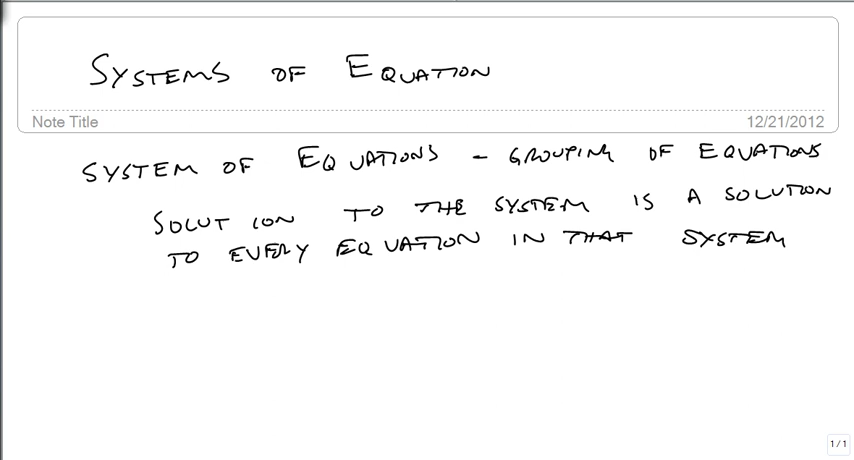 SYSTEMS OF EQUATION
Note Title
12/21/2012
SYSTEM OF EQUATIONS - GROUPING OF EQUATIONS
SOLUTION TO THE SYSTEM IS A SOLUTION
TO EVERY EQUATION IN THAT SYSTEM
1 / 1